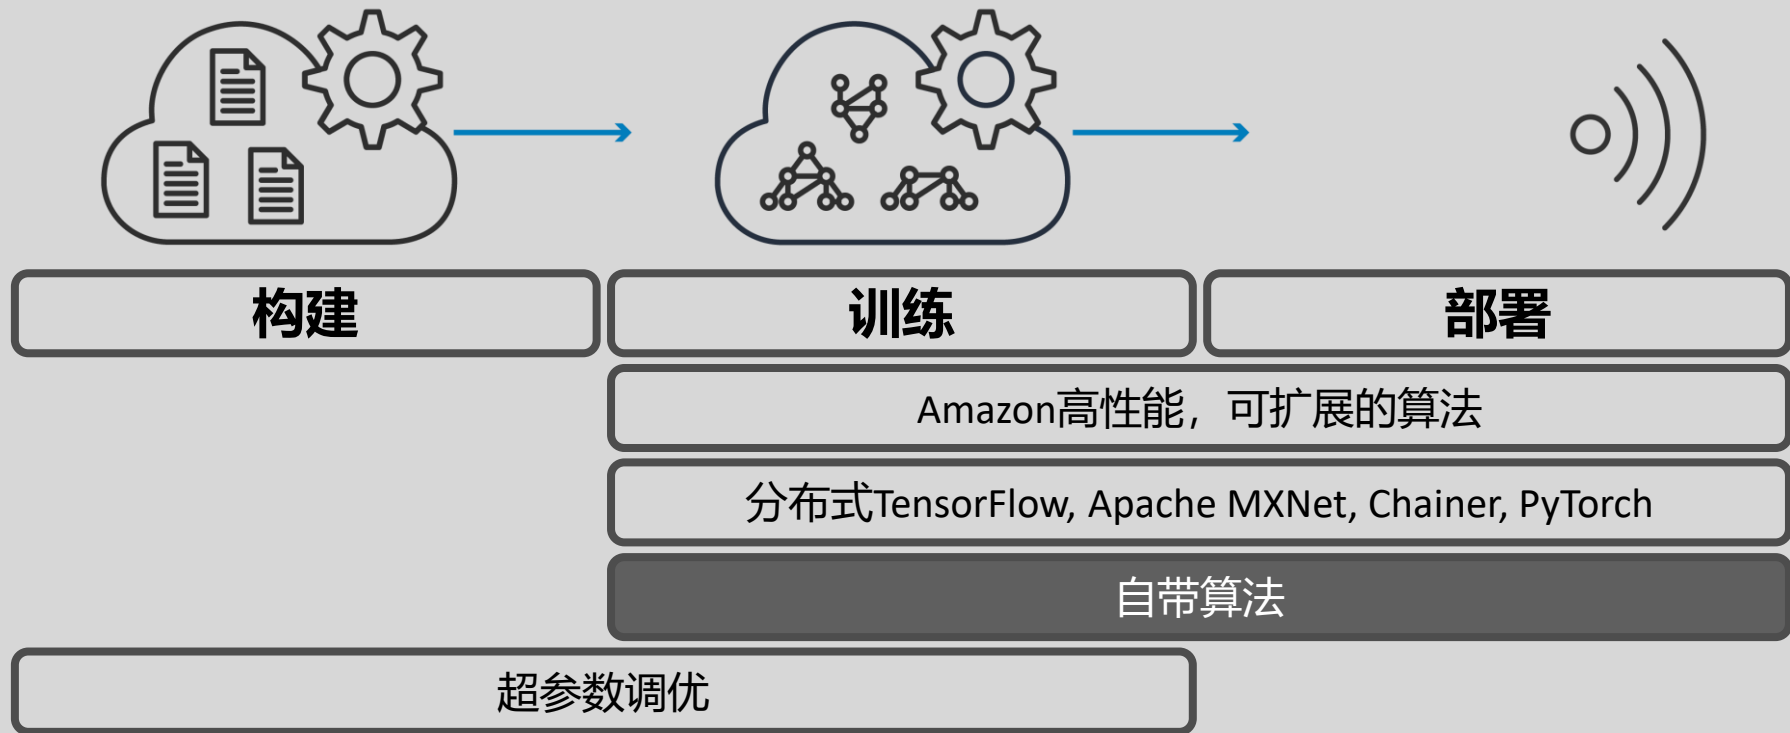 构建
训练
部署
Amazon高性能，可扩展的算法
分布式TensorFlow, Apache MXNet, Chainer, PyTorch
自带算法
超参数调优